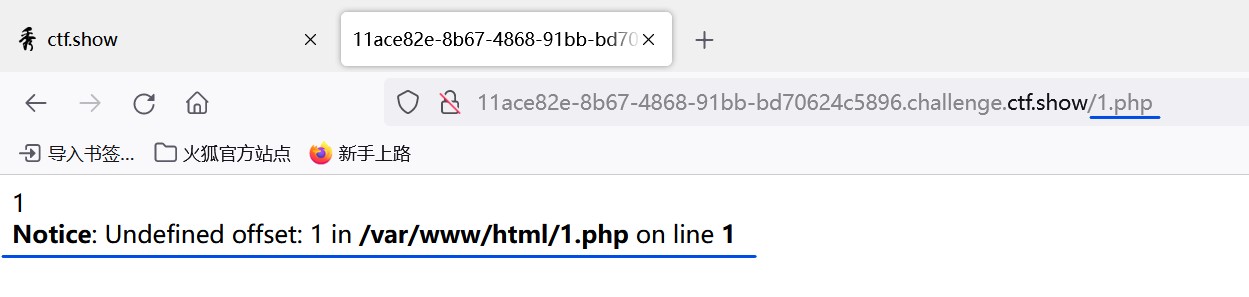 ctf.show
11ace82e-8b67-4868-91bb-bd70
11ace82e-8b67-4868-91bb-bd70624c5896.challenge.ctf.show/1.php
导入书签... 火狐官方站点 新手上路
1
Notice: Undefined offset: 1 in /var/www/html/1.php on line 1